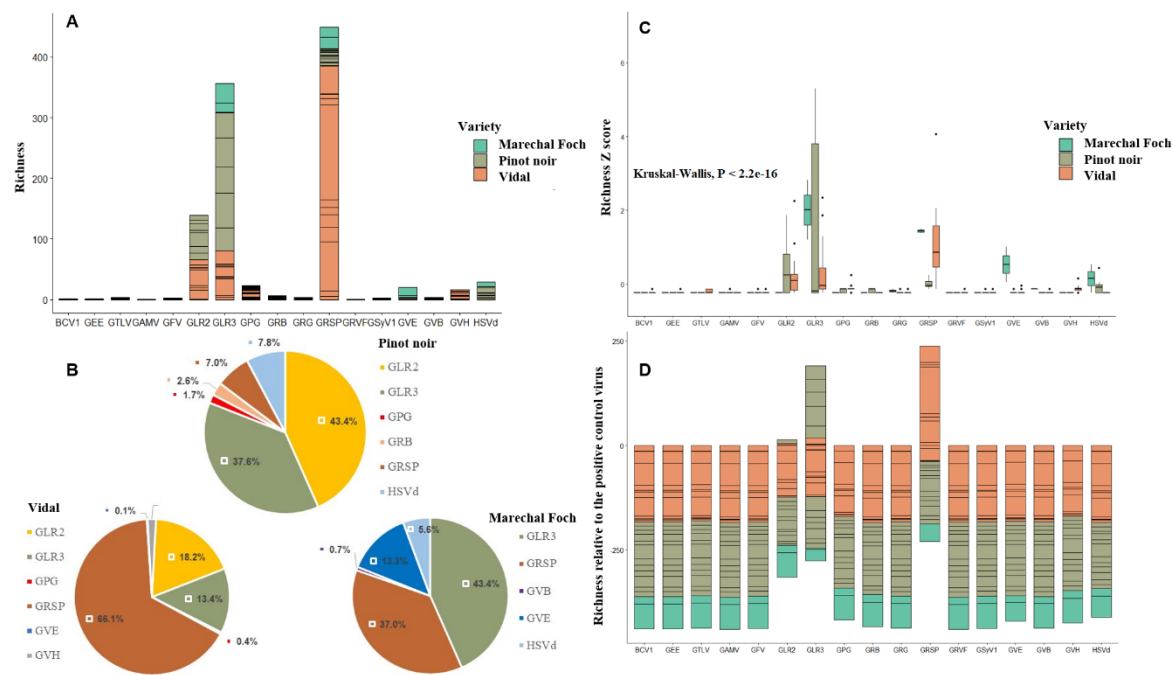 A
Richness
400
300
200
100
0
Variety
Marechal Foch
Pinot noir
Vidal
BCV1 GEE GTLV GAMV GFV GLR2 GLR3 GPG GRB GRG GRSP GRVF GSyV1 GVE GVB GVH HSVd
B
Pinot noir
GLR2
GLR3
GPG
GRB
GRSP
HSVd
7.8%
7.0%
2.6%
1.7%
43.4%
37.6%
Vidal
GLR2
GLR3
GPG
GRSP
GVE
GVH
0.1%
18.2%
13.4%
0.4%
66.1%
Marechal Foch
GLR3
GRSP
GVB
GVE
HSVd
5.6%
13.3%
0.7%
43.4%
37.0%
C
Richness Z score
6
4
2
0
Kruskal-Wallis, P < 2.2e-16
Variety
Marechal Foch
Pinot noir
Vidal
BCV1 GEE GTLV GAMV GFV GLR2 GLR3 GPG GRB GRG GRSP GRVF GSyV1 GVE GVB GVH HSVd
D
Richness relative to the positive control virus
250
0
250
BCV1 GEE GTLV GAMV GFV GLR2 GLR3 GPG GRB GRG GRSP GRVF GSyV1 GVE GVB GVH HSVd